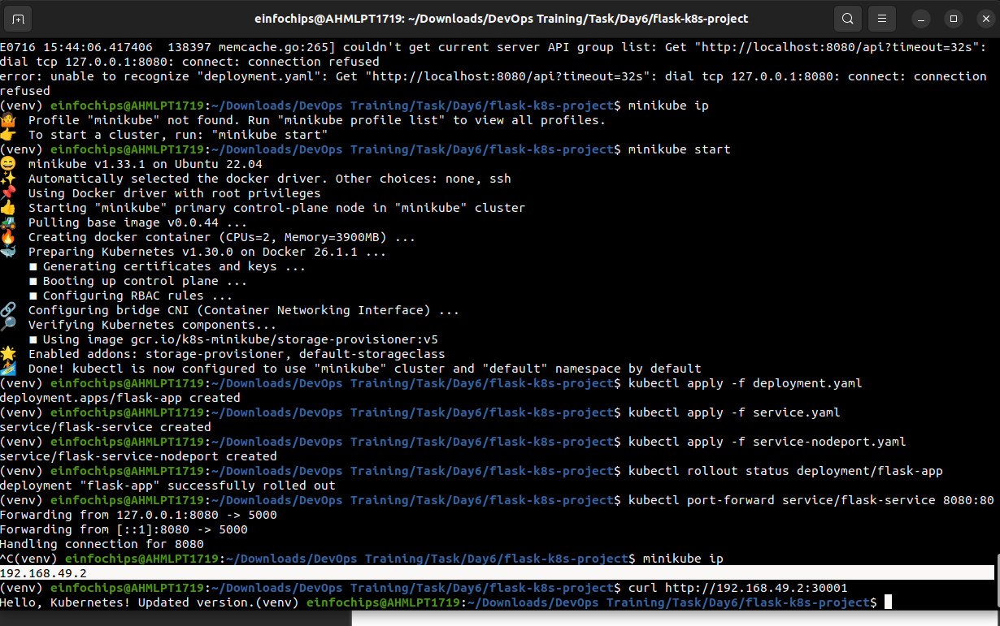 einfochips@AHMLPT1719: ~/Downloads/DevOps Training/Task/Day6/flask-k8s-project
E0716 15:44:06.417406  138397 memcache.go:265] couldn't get current server API group list: Get "http://localhost:8080/api?timeout=32s":
dial tcp 127.0.0.1:8080: connect: connection refused
error: unable to recognize "deployment.yaml": Get "http://localhost:8080/api?timeout=32s": dial tcp 127.0.0.1:8080: connect: connection
refused
(venv) einfochips@AHMLPT1719:~/Downloads/DevOps Training/Task/Day6/flask-k8s-project$ minikube ip
🤷  Profile "minikube" not found. Run "minikube profile list" to view all profiles.
👉  To start a cluster, run: "minikube start"
(venv) einfochips@AHMLPT1719:~/Downloads/DevOps Training/Task/Day6/flask-k8s-project$ minikube start
😄  minikube v1.33.1 on Ubuntu 22.04
✨  Automatically selected the docker driver. Other choices: none, ssh
📌  Using Docker driver with root privileges
👍  Starting "minikube" primary control-plane node in "minikube" cluster
🚜  Pulling base image v0.0.44 ...
🔥  Creating docker container (CPUs=2, Memory=3900MB) ...
🐳  Preparing Kubernetes v1.30.0 on Docker 26.1.1 ...
    ■ Generating certificates and keys ...
    ■ Booting up control plane ...
    ■ Configuring RBAC rules ...
🔗  Configuring bridge CNI (Container Networking Interface) ...
🔎  Verifying Kubernetes components...
    ■ Using image gcr.io/k8s-minikube/storage-provisioner:v5
🌟  Enabled addons: storage-provisioner, default-storageclass
🏄  Done! kubectl is now configured to use "minikube" cluster and "default" namespace by default
(venv) einfochips@AHMLPT1719:~/Downloads/DevOps Training/Task/Day6/flask-k8s-project$ kubectl apply -f deployment.yaml
deployment.apps/flask-app created
(venv) einfochips@AHMLPT1719:~/Downloads/DevOps Training/Task/Day6/flask-k8s-project$ kubectl apply -f service.yaml
service/flask-service created
(venv) einfochips@AHMLPT1719:~/Downloads/DevOps Training/Task/Day6/flask-k8s-project$ kubectl apply -f service-nodeport.yaml
service/flask-service-nodeport created
(venv) einfochips@AHMLPT1719:~/Downloads/DevOps Training/Task/Day6/flask-k8s-project$ kubectl rollout status deployment/flask-app
deployment "flask-app" successfully rolled out
(venv) einfochips@AHMLPT1719:~/Downloads/DevOps Training/Task/Day6/flask-k8s-project$ kubectl port-forward service/flask-service 8080:80
Forwarding from 127.0.0.1:8080 -> 5000
Forwarding from [::1]:8080 -> 5000
Handling connection for 8080
^C(venv) einfochips@AHMLPT1719:~/Downloads/DevOps Training/Task/Day6/flask-k8s-project$ minikube ip
192.168.49.2
(venv) einfochips@AHMLPT1719:~/Downloads/DevOps Training/Task/Day6/flask-k8s-project$ curl http://192.168.49.2:30001
Hello, Kubernetes! Updated version.(venv) einfochips@AHMLPT1719:~/Downloads/DevOps Training/Task/Day6/flask-k8s-project$